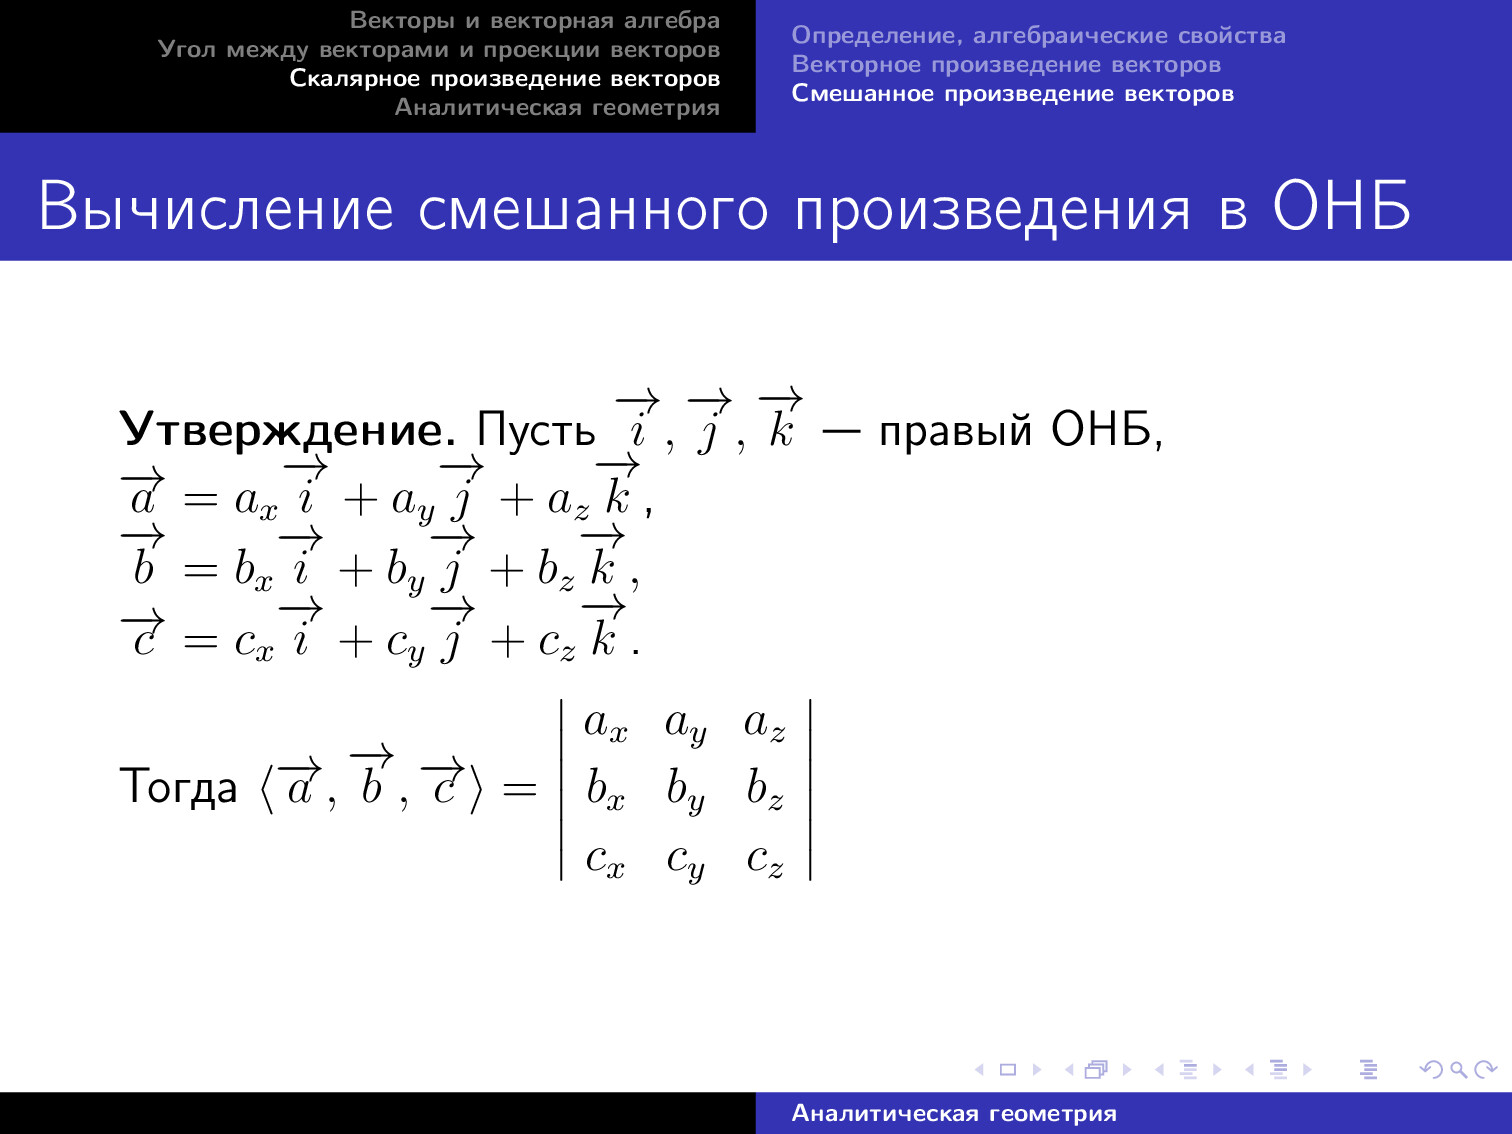 Векторы и векторная алгебра
Угол между векторами и проекции векторов
Скалярное произведение векторов
Аналитическая геометрия
Определение, алгебраические свойства
Векторное произведение векторов
Смешанное произведение векторов
Вычисление смешанного произведения в ОНБ
Утверждение. Пусть $\overrightarrow{i}, \overrightarrow{j}, \overrightarrow{k}$ — правый ОНБ,
$\overrightarrow{a} = a_x \overrightarrow{i} + a_y \overrightarrow{j} + a_z \overrightarrow{k}$,
$\overrightarrow{b} = b_x \overrightarrow{i} + b_y \overrightarrow{j} + b_z \overrightarrow{k}$,
$\overrightarrow{c} = c_x \overrightarrow{i} + c_y \overrightarrow{j} + c_z \overrightarrow{k}$.
Тогда $\langle \overrightarrow{a}, \overrightarrow{b}, \overrightarrow{c} \rangle = \begin{vmatrix} a_x & a_y & a_z \\ b_x & b_y & b_z \\ c_x & c_y & c_z \end{vmatrix}$
Аналитическая геометрия